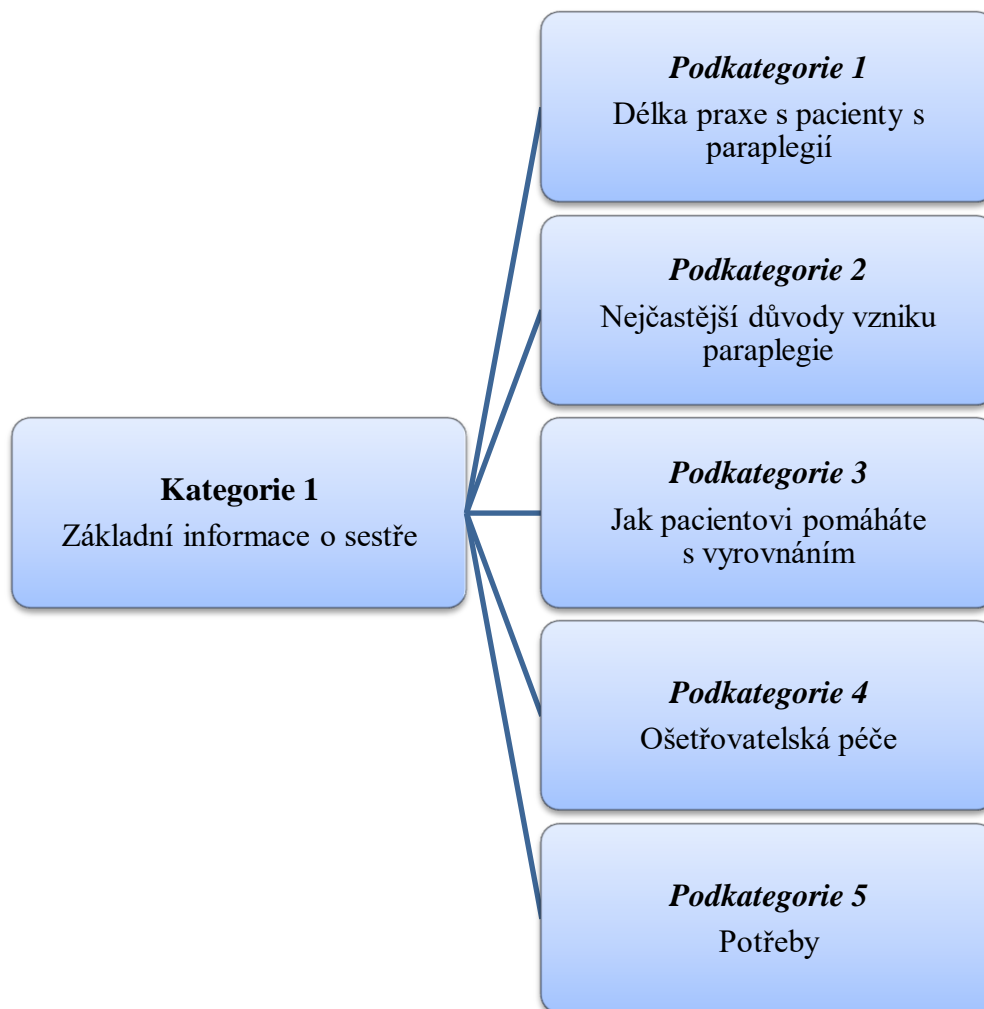 Podkategorie 1
Délka praxe s pacienty s
paraplegií
Podkategorie 2
Nejčastější důvody vzniku
paraplegie
Kategorie 1
Základní informace o sestře
Podkategorie 3
Jak pacientovi pomáháte
s vyrovnáním
Podkategorie 4
Ošetřovatelská péče
Podkategorie 5
Potřeby